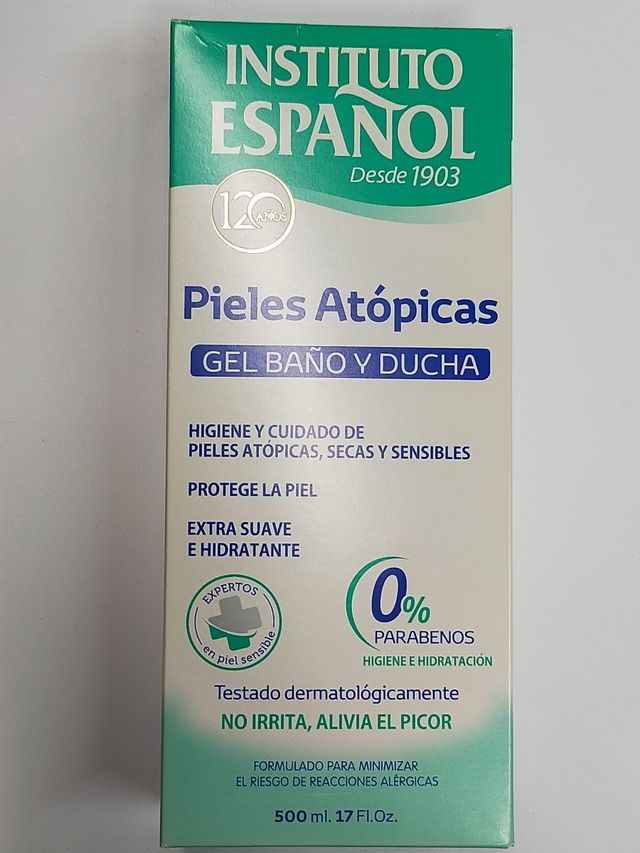 INSTITUTO
ESPAÑOL
Desde 1903
120
AÑOS
Pieles Atópicas
GEL BAÑO Y DUCHA
HIGIENE Y CUIDADO DE
PIELES ATÓPICAS, SECAS Y SENSIBLES
PROTEGE LA PIEL
EXTRA SUAVE
E HIDRATANTE
EXPERTOS
en piel sensible
0%
PARABENOS
HIGIENE E HIDRATACIÓN
Testado dermatológicamente
NO IRRITA, ALIVIA EL PICOR
FORMULADO PARA MINIMIZAR
EL RIESGO DE REACCIONES ALÉRGICAS
500 ml. 17 Fl.Oz.